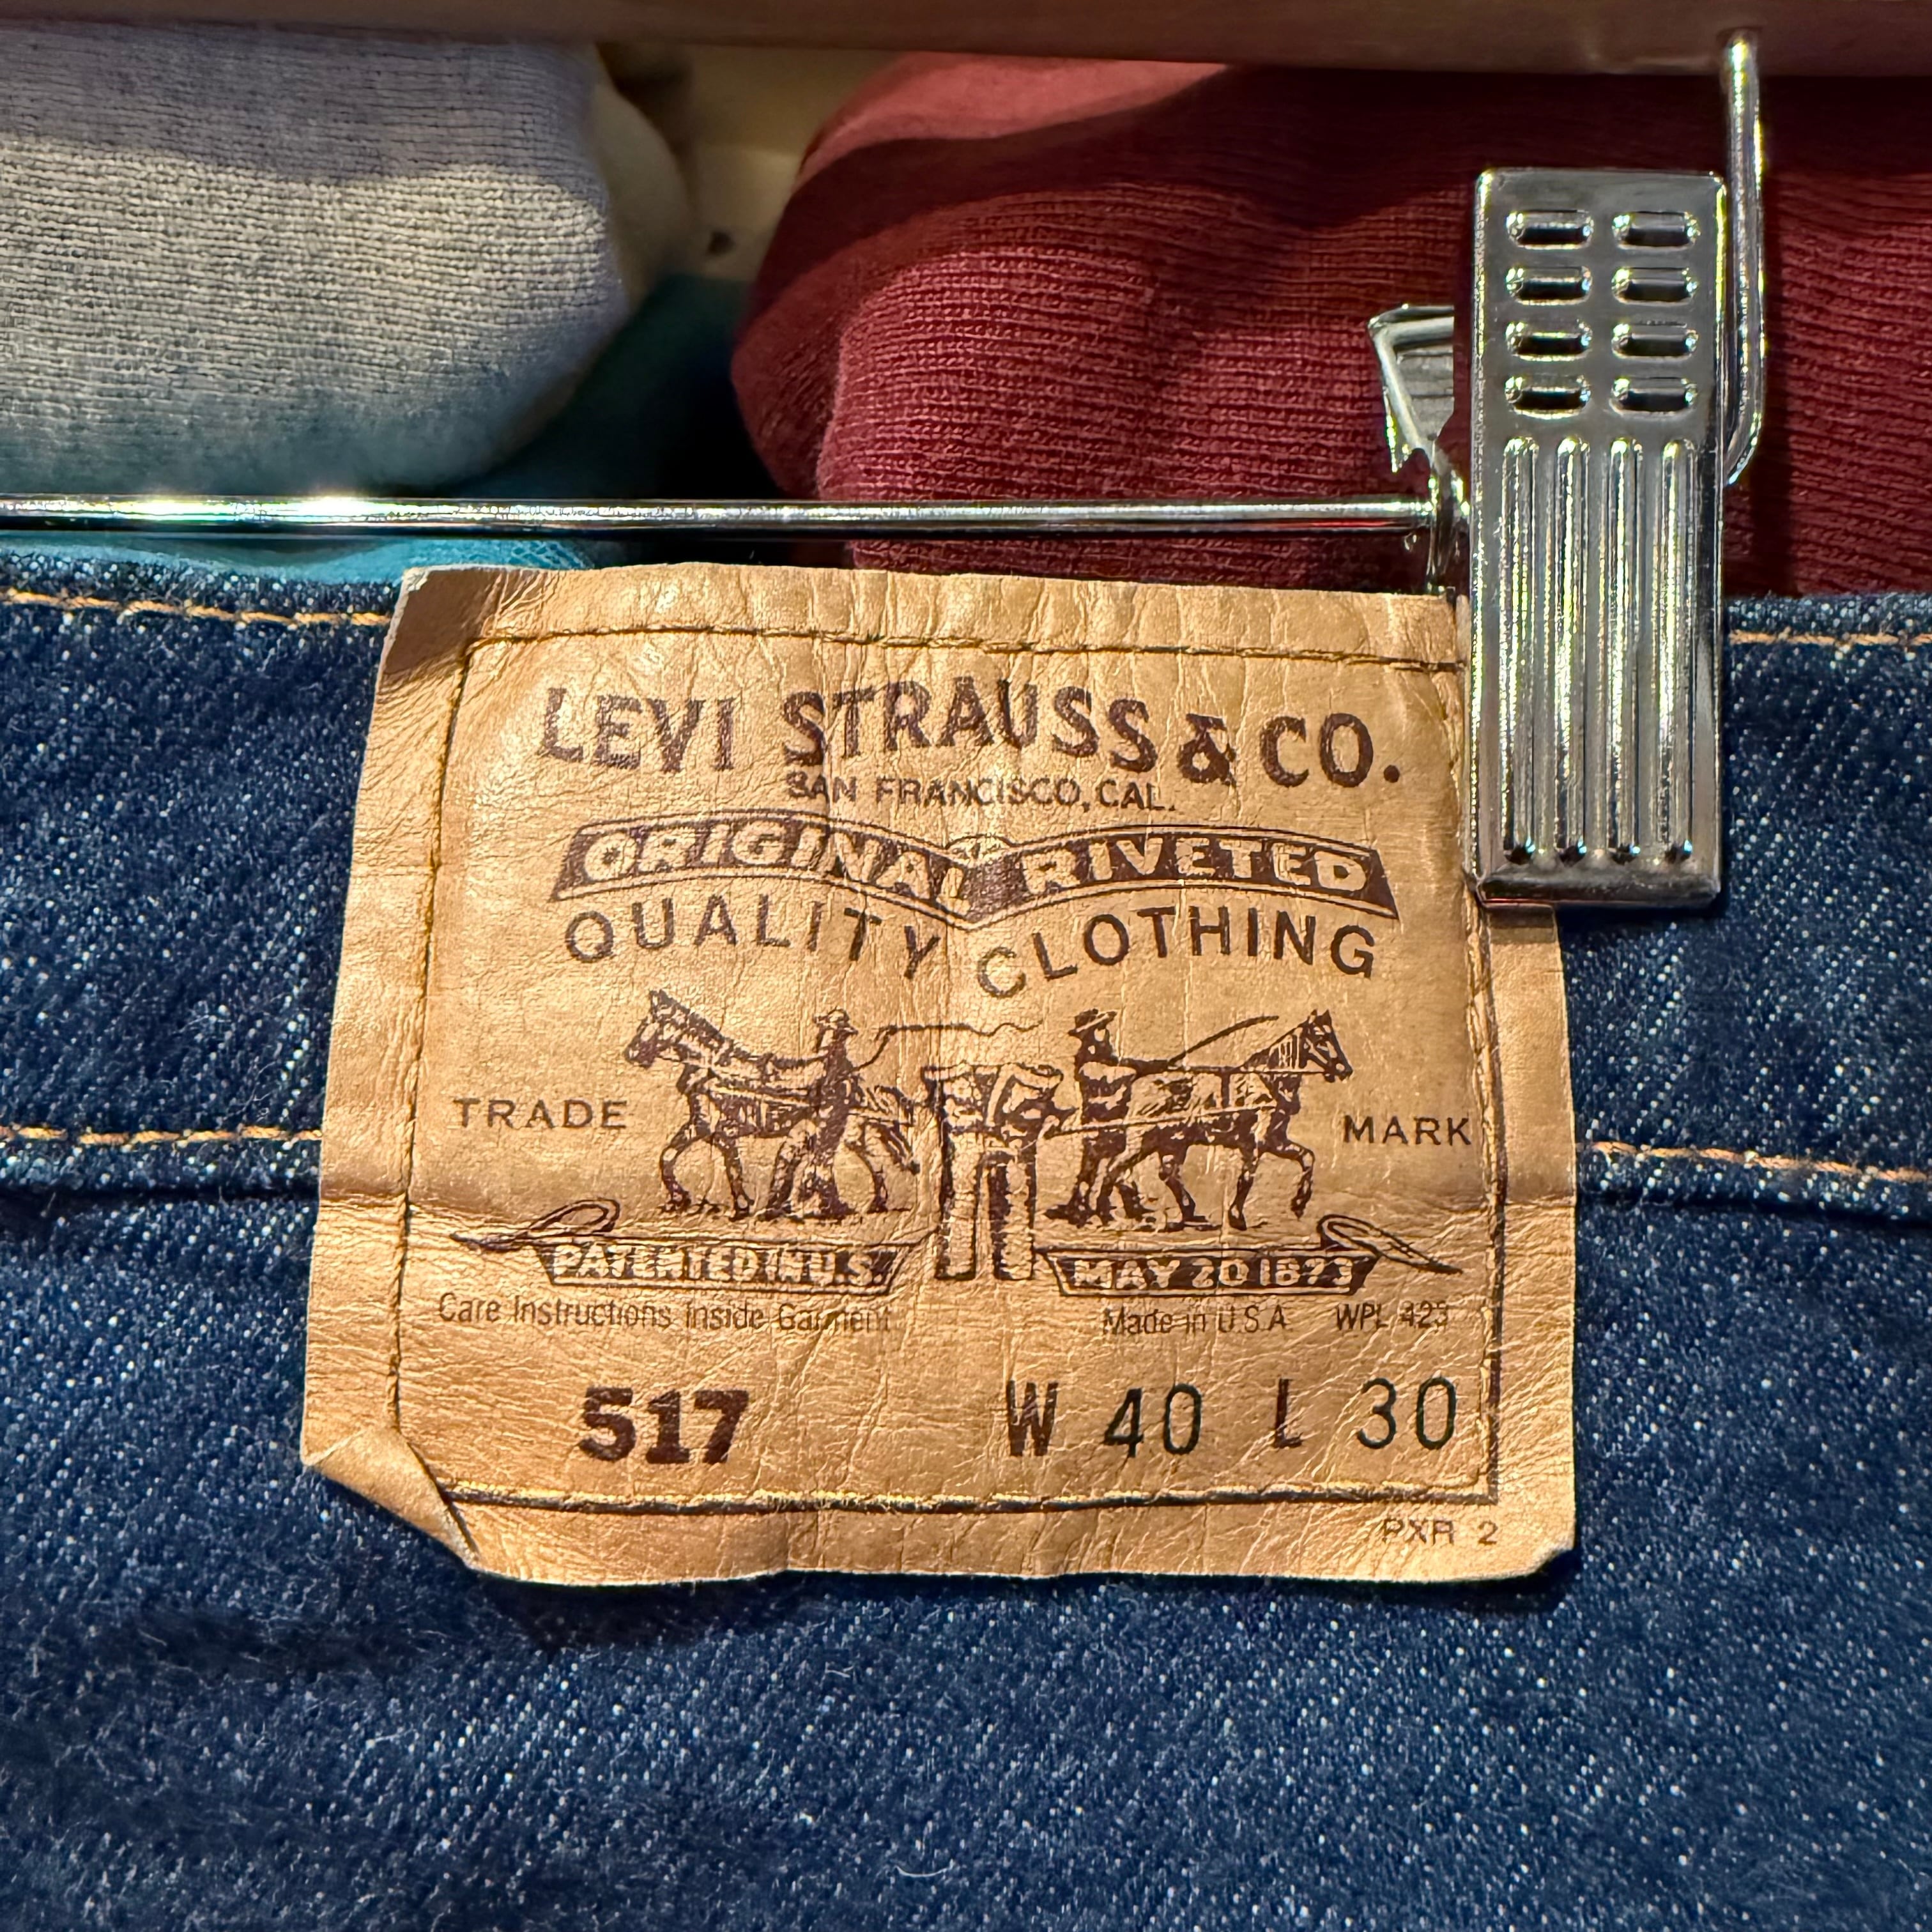 LEVI STRAUSS & CO.
SAN FRANCISCO, CAL.
ORIGINAL RIVETED
QUALITY CLOTHING
TRADE MARK
PATENTED IN U.S. MAY 20 1873
Care Instructions Inside Garment Made in U.S.A. WPL 423
517 W 40 L 30
PXR 2